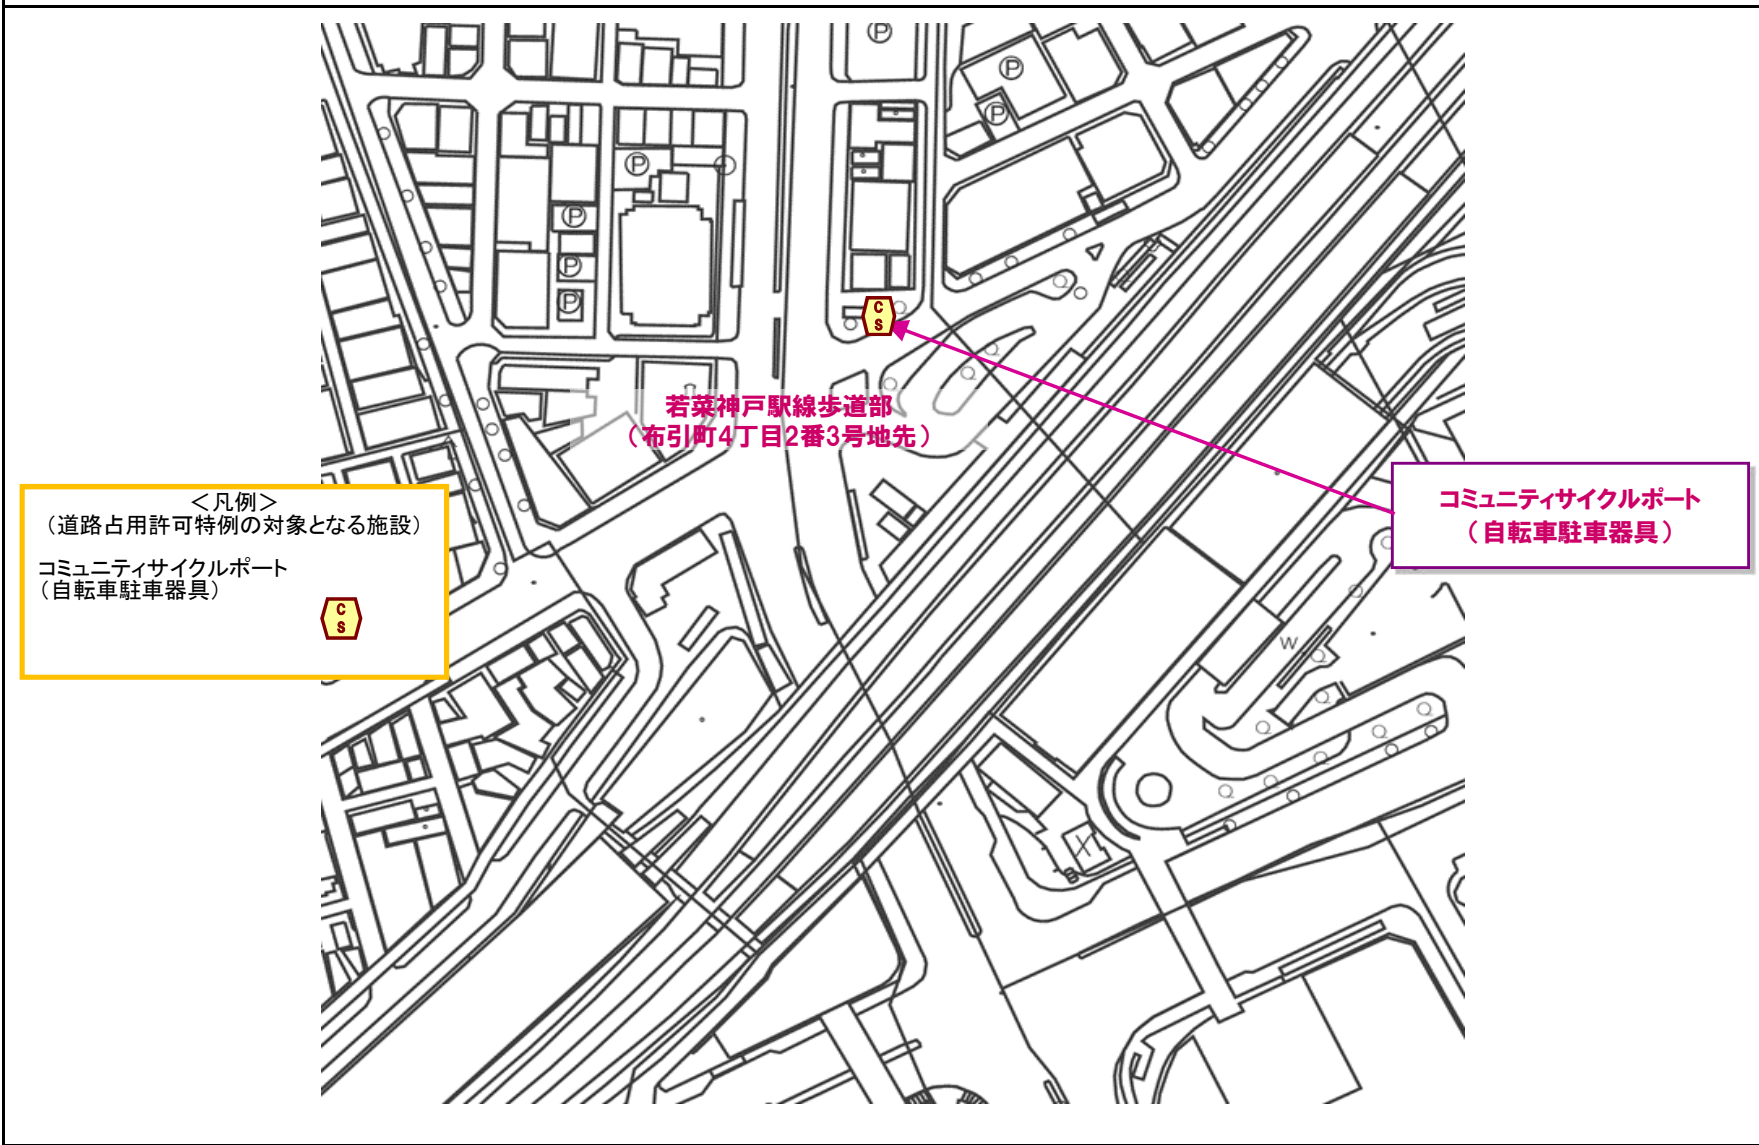 P
P
P
P
P
P
P
C
S
若菜神戸駅線歩道部
（布引町4丁目2番3号地先）
コミュニティサイクルポート
（自転車駐車器具）
＜凡例＞
（道路占用許可特例の対象となる施設）
コミュニティサイクルポート
（自転車駐車器具）
C
S
W